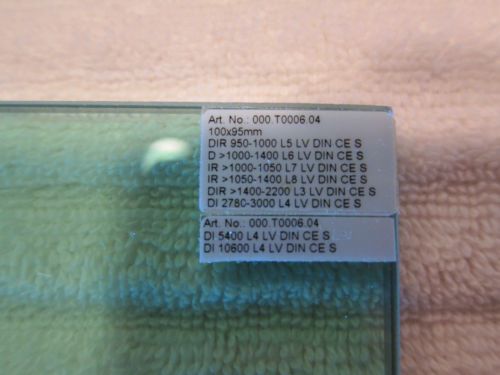 Art. No.: 000.T0006.04
100x95mm
DIR 950-1000 L5 LV DIN CE S
D >1000-1400 L6 LV DIN CE S
IR >1000-1050 L7 LV DIN CE S
IR >1050-1400 L8 LV DIN CE S
DIR >1400-2200 L3 LV DIN CE S
DI 2780-3000 L4 LV DIN CE S
Art. No.: 000.T0006.04
DI 5400 L4 LV DIN CE S
DI 10600 L4 LV DIN CE S